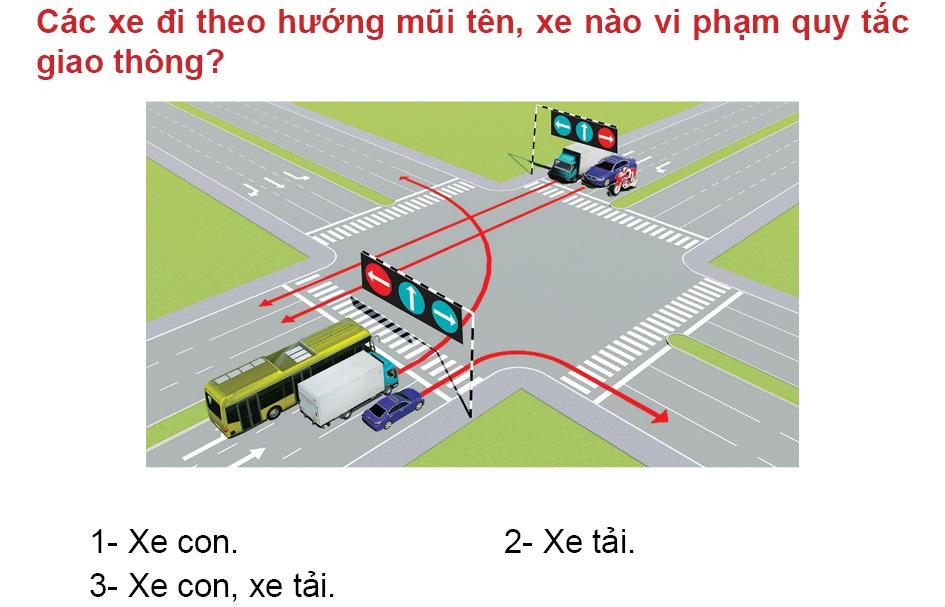 Các xe đi theo hướng mũi tên, xe nào vi phạm quy tắc
giao thông?
1- Xe con. 2- Xe tải.
3- Xe con, xe tải.